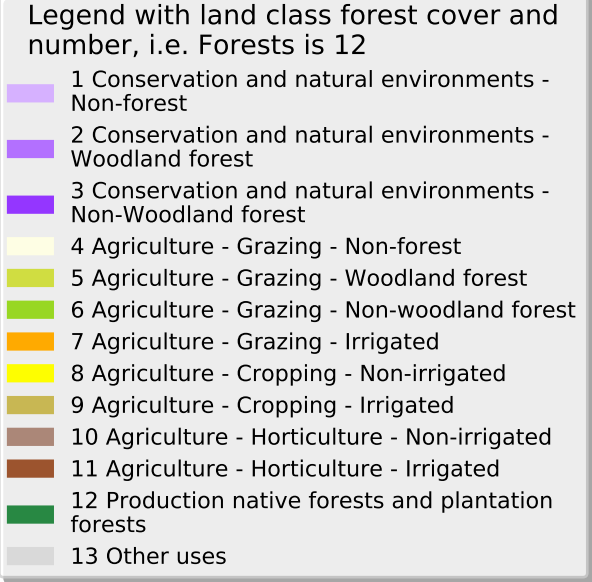 Legend with land class forest cover and
number, i.e. Forests is 12
1 Conservation and natural environments -
Non-forest
2 Conservation and natural environments -
Woodland forest
3 Conservation and natural environments -
Non-Woodland forest
4 Agriculture - Grazing - Non-forest
5 Agriculture - Grazing - Woodland forest
6 Agriculture - Grazing - Non-woodland forest
7 Agriculture - Grazing - Irrigated
8 Agriculture - Cropping - Non-irrigated
9 Agriculture - Cropping - Irrigated
10 Agriculture - Horticulture - Non-irrigated
11 Agriculture - Horticulture - Irrigated
12 Production native forests and plantation
forests
13 Other uses